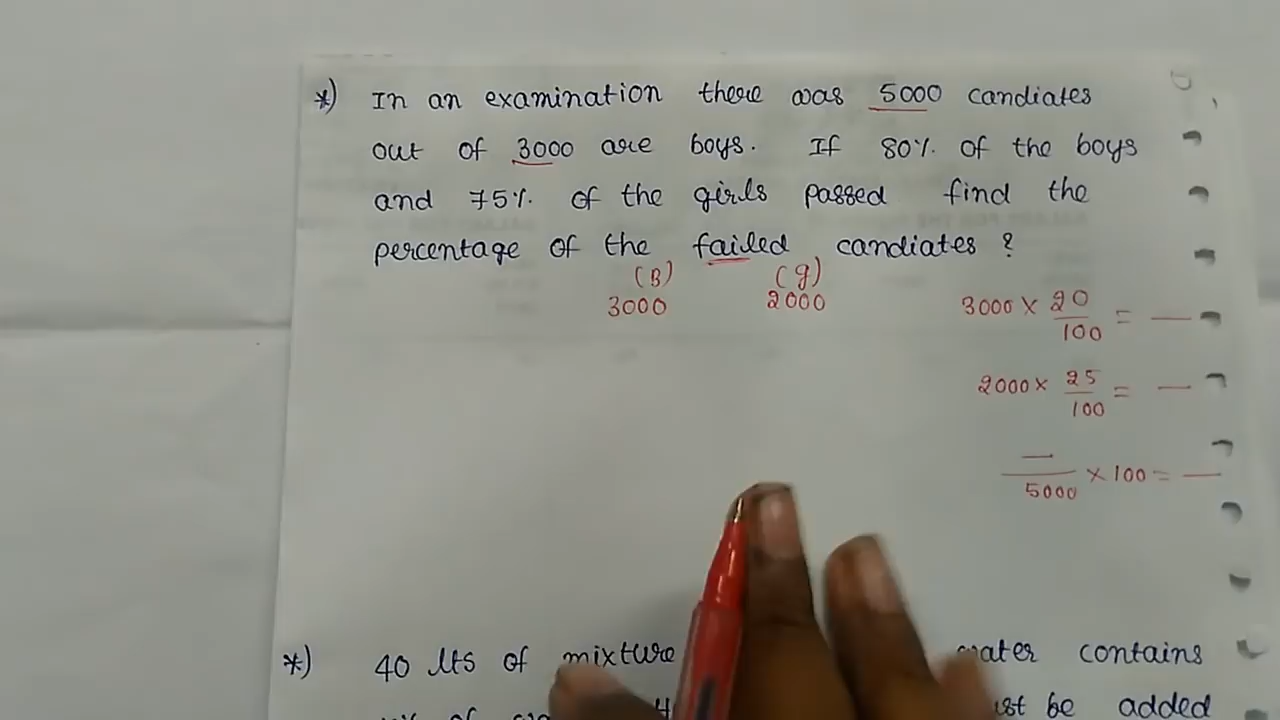 *) In an examination there was 5000 candiates
out of 3000 are boys. If 80% of the boys
and 75% of the girls passed find the
percentage of the failed candiates ?
(B) (g)
3000 2000
3000 × 20/100 = —
2000 × 25/100 = —
—/5000 × 100 = —
*) 40 lts of mixture water contains
of be added